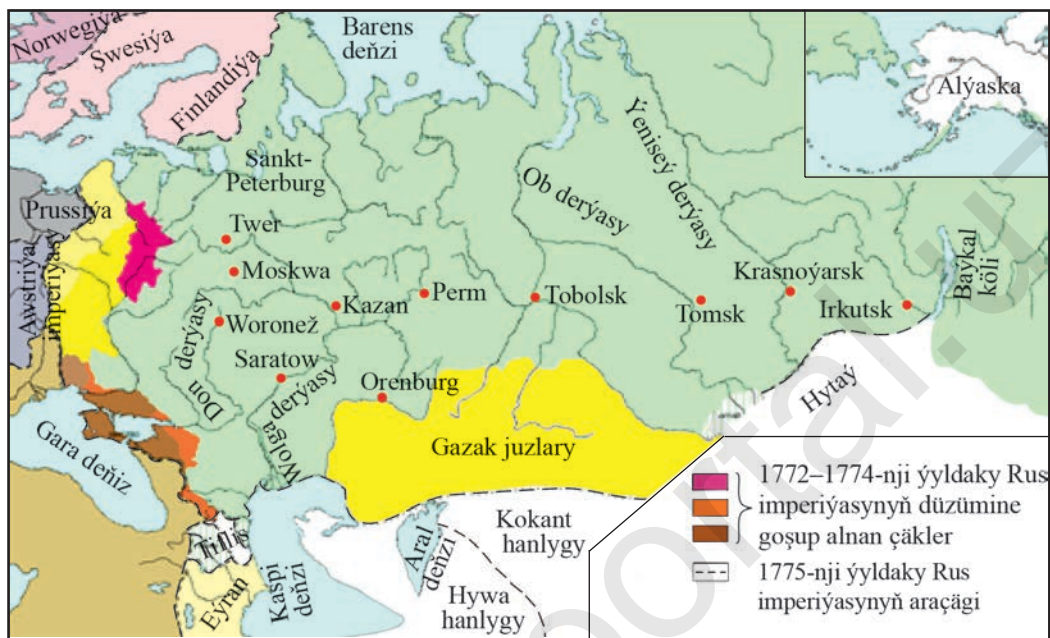 Norwegiýa
Şwesiýa
Finlandiýa
Barens
deňzi
Alýaska
Sankt-
Peterburg
Ob derýasy
Ýeniseý derýasy
Prussiýa
Awstriýa
imperiýasy
Twer
Moskwa
Kazan
Perm
Tobolsk
Tomsk
Krasnoýarsk
Irkutsk
Baýkal
köli
Woronež
Don derýasy
Saratow
Wolga derýasy
Orenburg
Gazak juzlary
Hytaý
Gara deňiz
Tiflis
Eýran
Kaspi
deňzi
Aral
deňzi
Kokant
hanlygy
Hywa
hanlygy
1772–1774-nji ýyldaky Rus
imperiýasynyň düzümine
goşup alnan çäkler
1775-nji ýyldaky Rus
imperiýasynyň araçägi